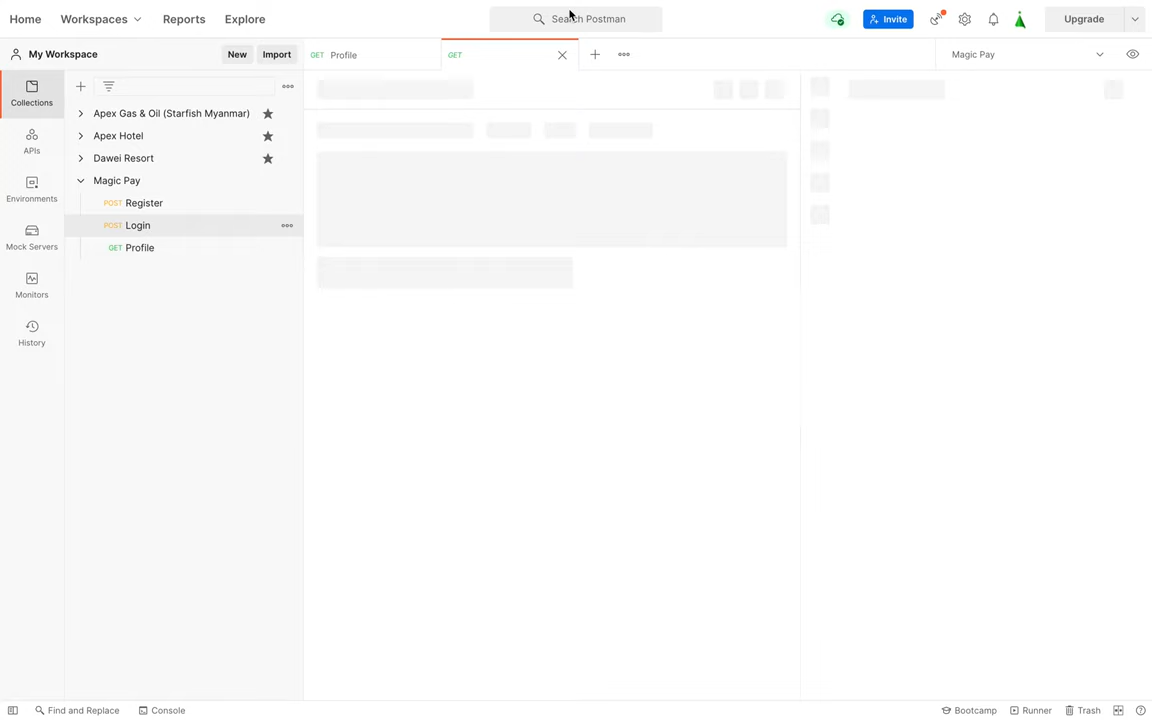 Home Workspaces Reports Explore Search Postman Invite Upgrade
My Workspace New Import GET Profile GET Magic Pay
Collections
Apex Gas & Oil (Starfish Myanmar)
Apex Hotel
APIs
Dawei Resort
Magic Pay
Environments
POST Register
POST Login
Mock Servers
GET Profile
Monitors
History
Find and Replace Console Bootcamp Runner Trash